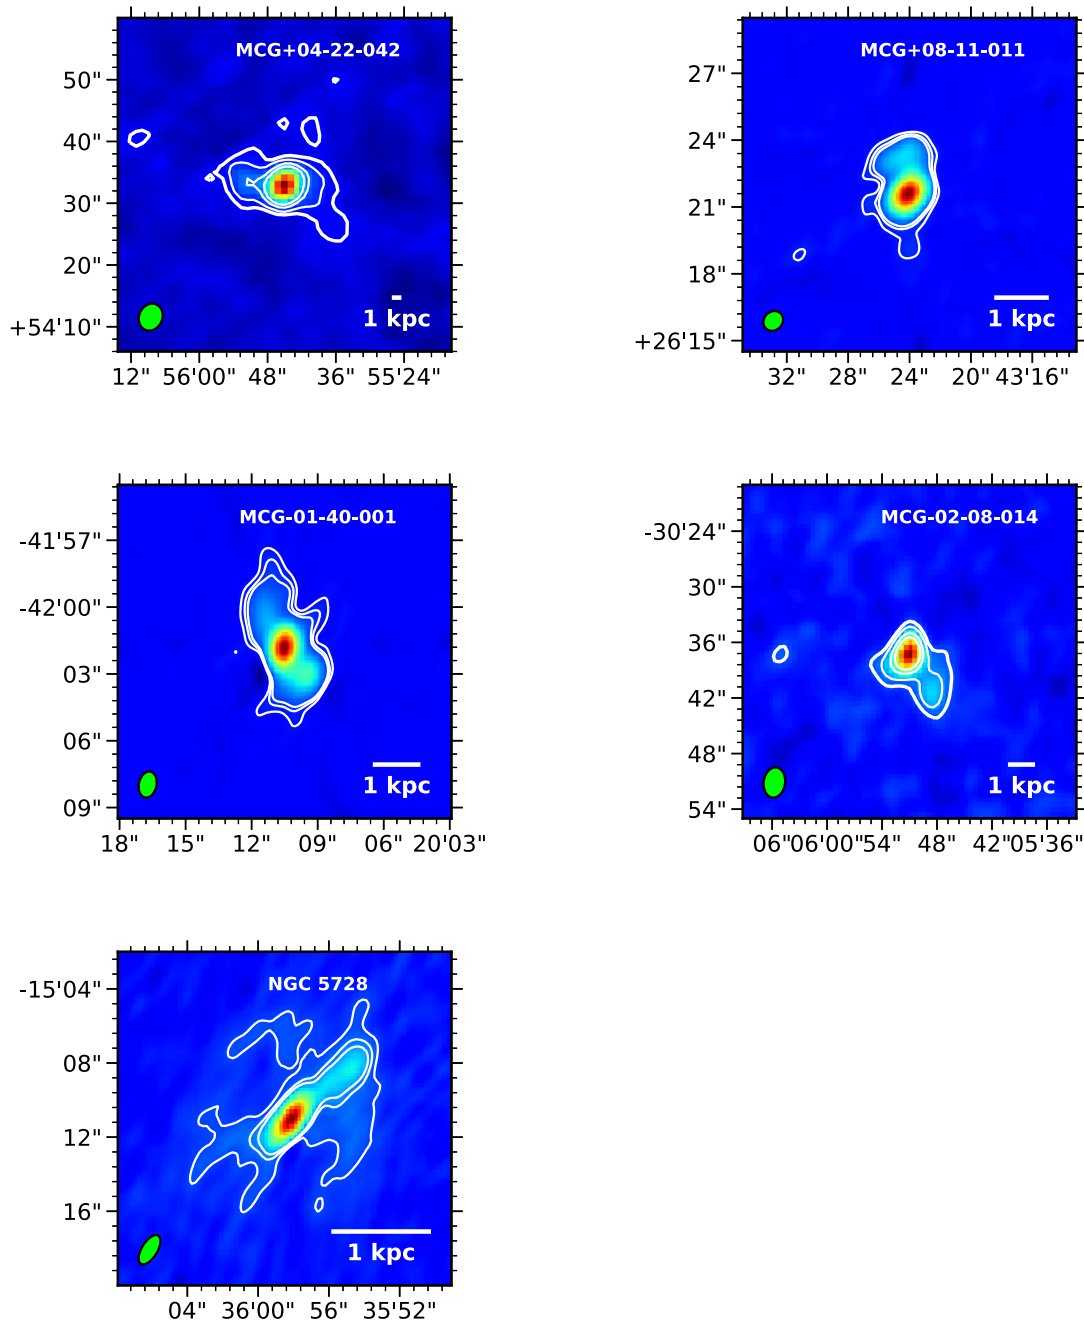 MCG+04-22-042
50"
40"
30"
20"
+54'10"
1 kpc
12" 56'00" 48" 36" 55'24"
MCG+08-11-011
27"
24"
21"
18"
+26'15"
1 kpc
32" 28" 24" 20" 43'16"
MCG-01-40-001
-41'57"
-42'00"
03"
06"
09"
1 kpc
18" 15" 12" 09" 06" 20'03"
MCG-02-08-014
-30'24"
30"
36"
42"
48"
54"
1 kpc
06" 06'00" 54" 48" 42" 05'36"
NGC 5728
-15'04"
08"
12"
16"
1 kpc
04" 36'00" 56" 35'52"